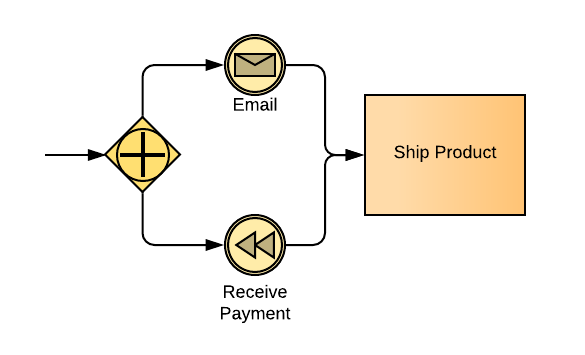 Email
Ship Product
Receive
Payment